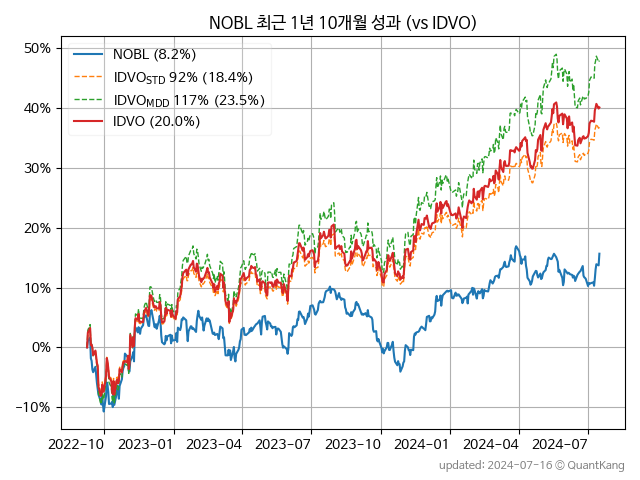 NOBL 최근 1년 10개월 성과 (vs IDVO)
50%
40%
30%
20%
10%
0%
−10%
NOBL (8.2%)
IDVOSTD 92% (18.4%)
IDVOMDD 117% (23.5%)
IDVO (20.0%)
2022-10 2023-01 2023-04 2023-07 2023-10 2024-01 2024-04 2024-07
updated: 2024-07-16 © QuantKang